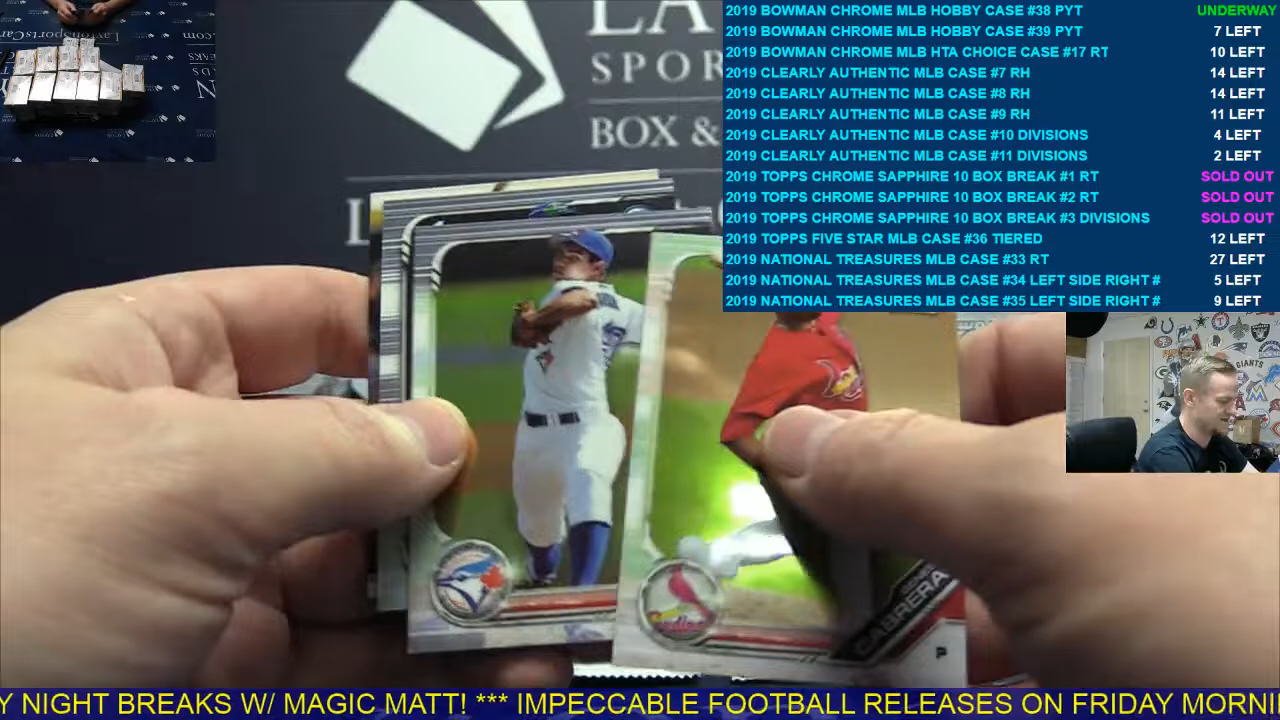 2019 BOWMAN CHROME MLB HOBBY CASE #38 PYT UNDERWAY
2019 BOWMAN CHROME MLB HOBBY CASE #39 PYT 7 LEFT
2019 BOWMAN CHROME MLB HTA CHOICE CASE #17 RT 10 LEFT
2019 CLEARLY AUTHENTIC MLB CASE #7 RH 14 LEFT
2019 CLEARLY AUTHENTIC MLB CASE #8 RH 14 LEFT
2019 CLEARLY AUTHENTIC MLB CASE #9 RH 11 LEFT
2019 CLEARLY AUTHENTIC MLB CASE #10 DIVISIONS 4 LEFT
2019 CLEARLY AUTHENTIC MLB CASE #11 DIVISIONS 2 LEFT
2019 TOPPS CHROME SAPPHIRE 10 BOX BREAK #1 RT SOLD OUT
2019 TOPPS CHROME SAPPHIRE 10 BOX BREAK #2 RT SOLD OUT
2019 TOPPS CHROME SAPPHIRE 10 BOX BREAK #3 DIVISIONS SOLD OUT
2019 TOPPS FIVE STAR MLB CASE #36 TIERED 12 LEFT
2019 NATIONAL TREASURES MLB CASE #33 RT 27 LEFT
2019 NATIONAL TREASURES MLB CASE #34 LEFT SIDE RIGHT # 5 LEFT
2019 NATIONAL TREASURES MLB CASE #35 LEFT SIDE RIGHT # 9 LEFT
LA
SPOR
BOX &
CABRERA
P
Y NIGHT BREAKS W/ MAGIC MATT! *** IMPECCABLE FOOTBALL RELEASES ON FRIDAY MORNI